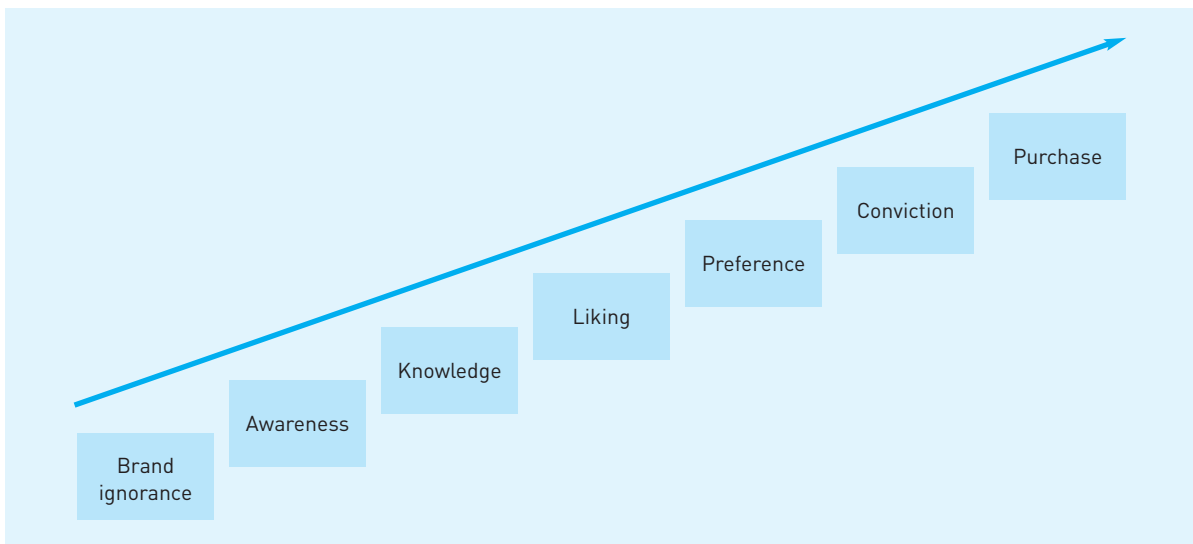 Purchase
Conviction
Preference
Liking
Knowledge
Awareness
Brand
ignorance